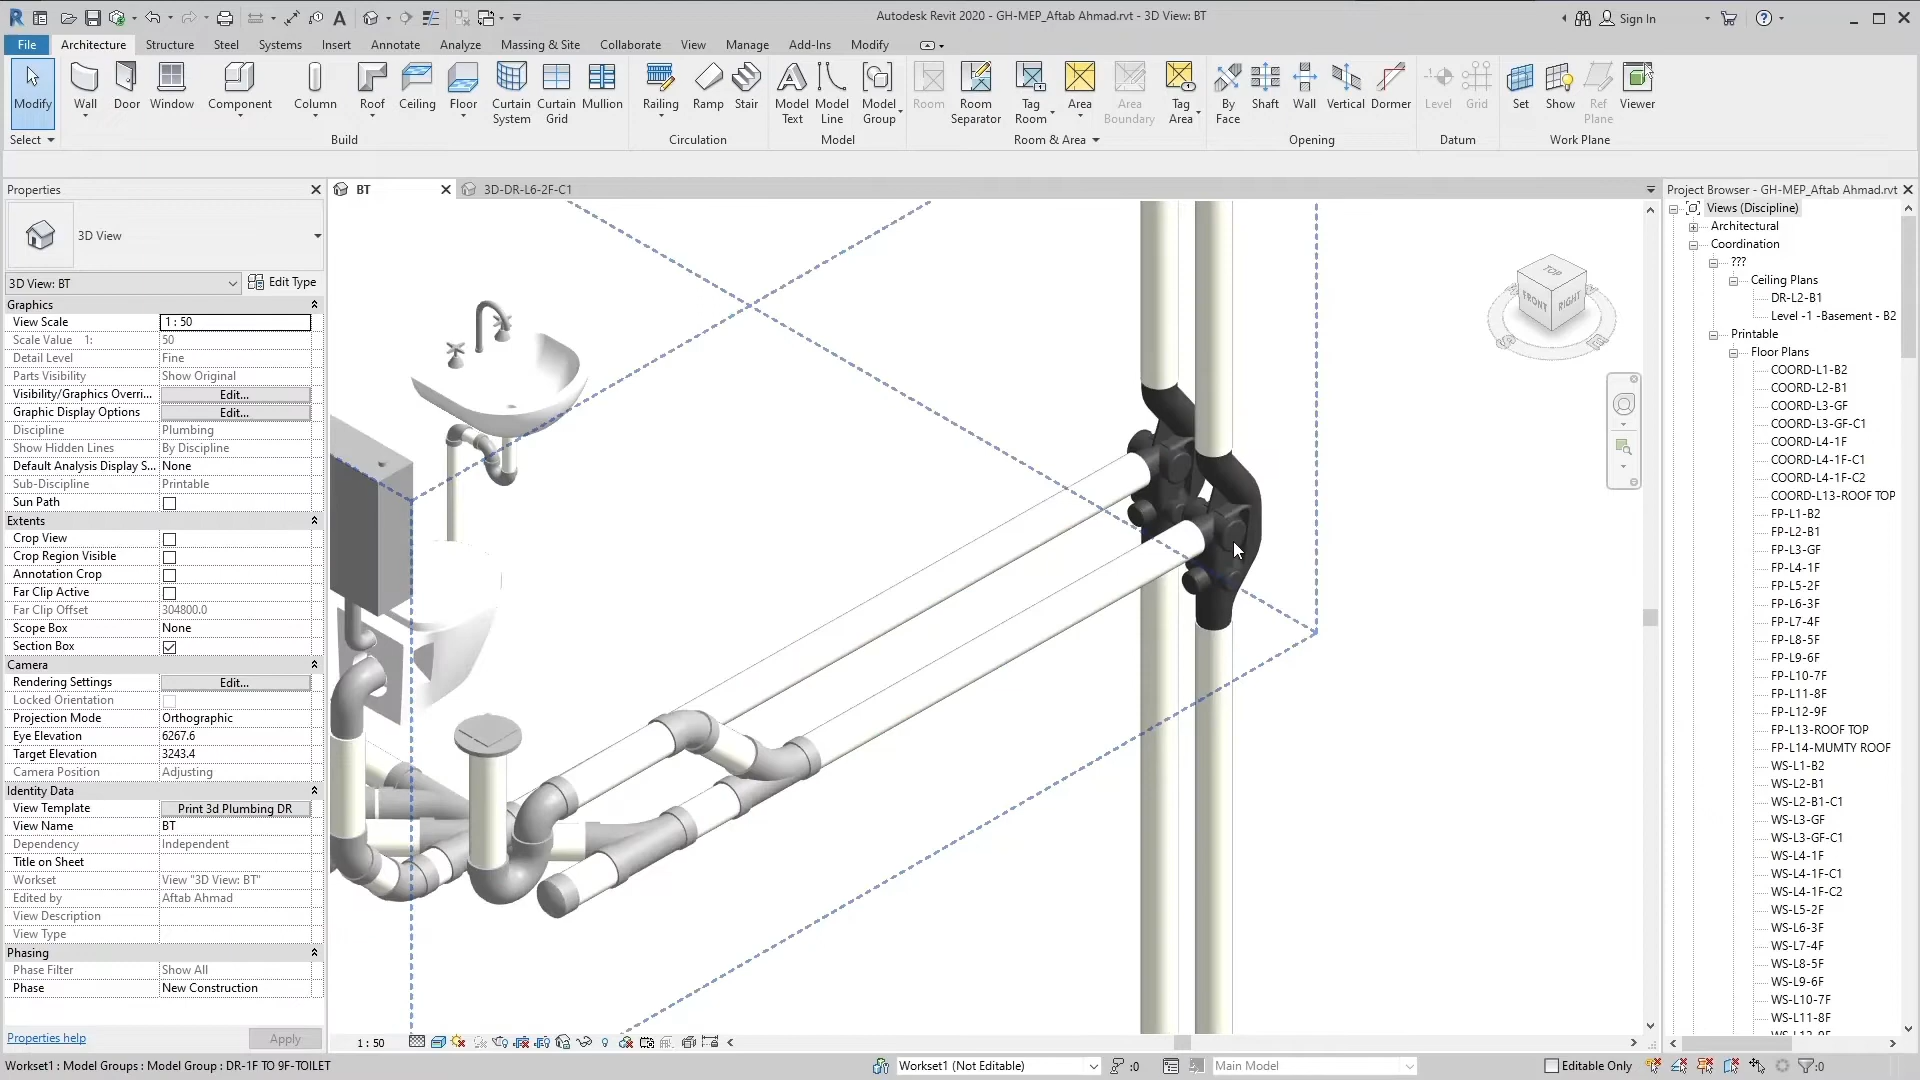 Autodesk Revit 2020 - GH-MEP_Aftab Ahmad.rvt - 3D View: BT
Sign In
File Architecture Structure Steel Systems Insert Annotate Analyze Massing & Site Collaborate View Manage Add-Ins Modify
Modify Wall Door Window Component Column Roof Ceiling Floor Curtain System Curtain Grid Mullion Railing Ramp Stair Model Text Model Line Model Group Room Room Separator Tag Room Area Area Boundary Tag Area By Face Shaft Wall Vertical Dormer Level Grid Set Show Ref Plane Viewer
Select Build Circulation Model Room & Area Opening Datum Work Plane
Properties
3D View
3D View: BT Edit Type
Graphics
View Scale 1 : 50
Scale Value 1: 50
Detail Level Fine
Parts Visibility Show Original
Visibility/Graphics Overri... Edit...
Graphic Display Options Edit...
Discipline Plumbing
Show Hidden Lines By Discipline
Default Analysis Display S... None
Sub-Discipline Printable
Sun Path
Extents
Crop View
Crop Region Visible
Annotation Crop
Far Clip Active
Far Clip Offset 304800.0
Scope Box None
Section Box
Camera
Rendering Settings Edit...
Locked Orientation
Projection Mode Orthographic
Eye Elevation 6267.6
Target Elevation 3243.4
Camera Position Adjusting
Identity Data
View Template Print 3d Plumbing DR
View Name BT
Dependency Independent
Title on Sheet
Workset View "3D View: BT"
Edited by Aftab Ahmad
View Description
View Type
Phasing
Phase Filter Show All
Phase New Construction
Properties help Apply
BT 3D-DR-L6-2F-C1
TOP
FRONT RIGHT
S E
1 : 50
Project Browser - GH-MEP_Aftab Ahmad.rvt
Views (Discipline)
Architectural
Coordination
???
Ceiling Plans
DR-L2-B1
Level -1 -Basement - B2
Printable
Floor Plans
COORD-L1-B2
COORD-L2-B1
COORD-L3-GF
COORD-L3-GF-C1
COORD-L4-1F
COORD-L4-1F-C1
COORD-L4-1F-C2
COORD-L13-ROOF TOP
FP-L1-B2
FP-L2-B1
FP-L3-GF
FP-L4-1F
FP-L5-2F
FP-L6-3F
FP-L7-4F
FP-L8-5F
FP-L9-6F
FP-L10-7F
FP-L11-8F
FP-L12-9F
FP-L13-ROOF TOP
FP-L14-MUMTY ROOF
WS-L1-B2
WS-L2-B1
WS-L2-B1-C1
WS-L3-GF
WS-L3-GF-C1
WS-L4-1F
WS-L4-1F-C1
WS-L4-1F-C2
WS-L5-2F
WS-L6-3F
WS-L7-4F
WS-L8-5F
WS-L9-6F
WS-L10-7F
WS-L11-8F
Workset1 : Model Groups : Model Group : DR-1F TO 9F-TOILET
Workset1 (Not Editable) :0 Main Model Editable Only :0